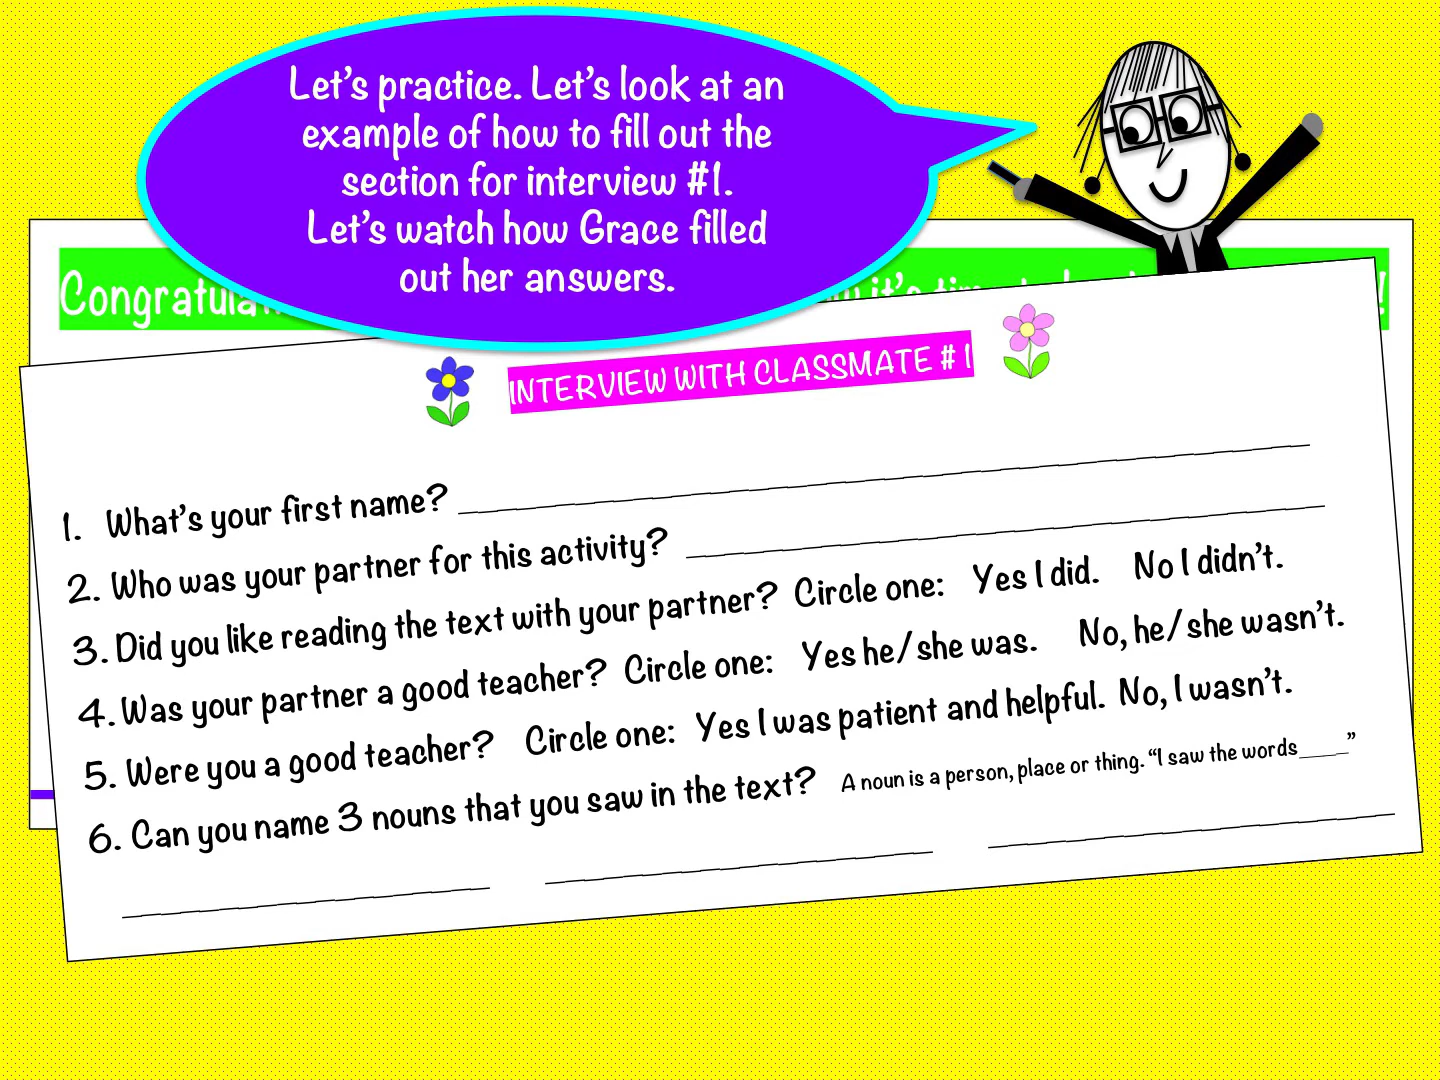 Let's practice. Let's look at an
example of how to fill out the
section for interview #1.
Let's watch how Grace filled
out her answers.
INTERVIEW WITH CLASSMATE # 1
1. What's your first name? ____
2. Who was your partner for this activity? ____
3. Did you like reading the text with your partner? Circle one: Yes I did. No I didn't.
4. Was your partner a good teacher? Circle one: Yes he/she was. No, he/she wasn't.
5. Were you a good teacher? Circle one: Yes I was patient and helpful. No, I wasn't.
6. Can you name 3 nouns that you saw in the text? A noun is a person, place or thing. “I saw the words____”